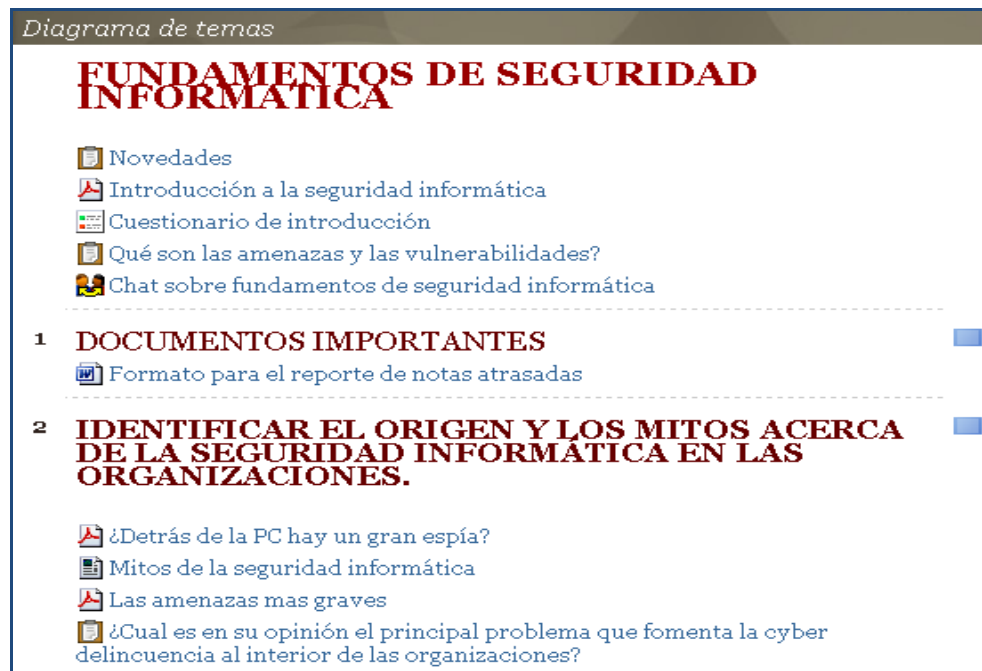 Diagrama de temas
FUNDAMENTOS DE SEGURIDAD
INFORMATICA
Novedades
Introducción a la seguridad informática
Cuestionario de introducción
Qué son las amenazas y las vulnerabilidades?
Chat sobre fundamentos de seguridad informática
1 DOCUMENTOS IMPORTANTES
Formato para el reporte de notas atrasadas
2 IDENTIFICAR EL ORIGEN Y LOS MITOS ACERCA
DE LA SEGURIDAD INFORMÁTICA EN LAS
ORGANIZACIONES.
¿Detrás de la PC hay un gran espía?
Mitos de la seguridad informática
Las amenazas mas graves
¿Cual es en su opinión el principal problema que fomenta la cyber
delincuencia al interior de las organizaciones?